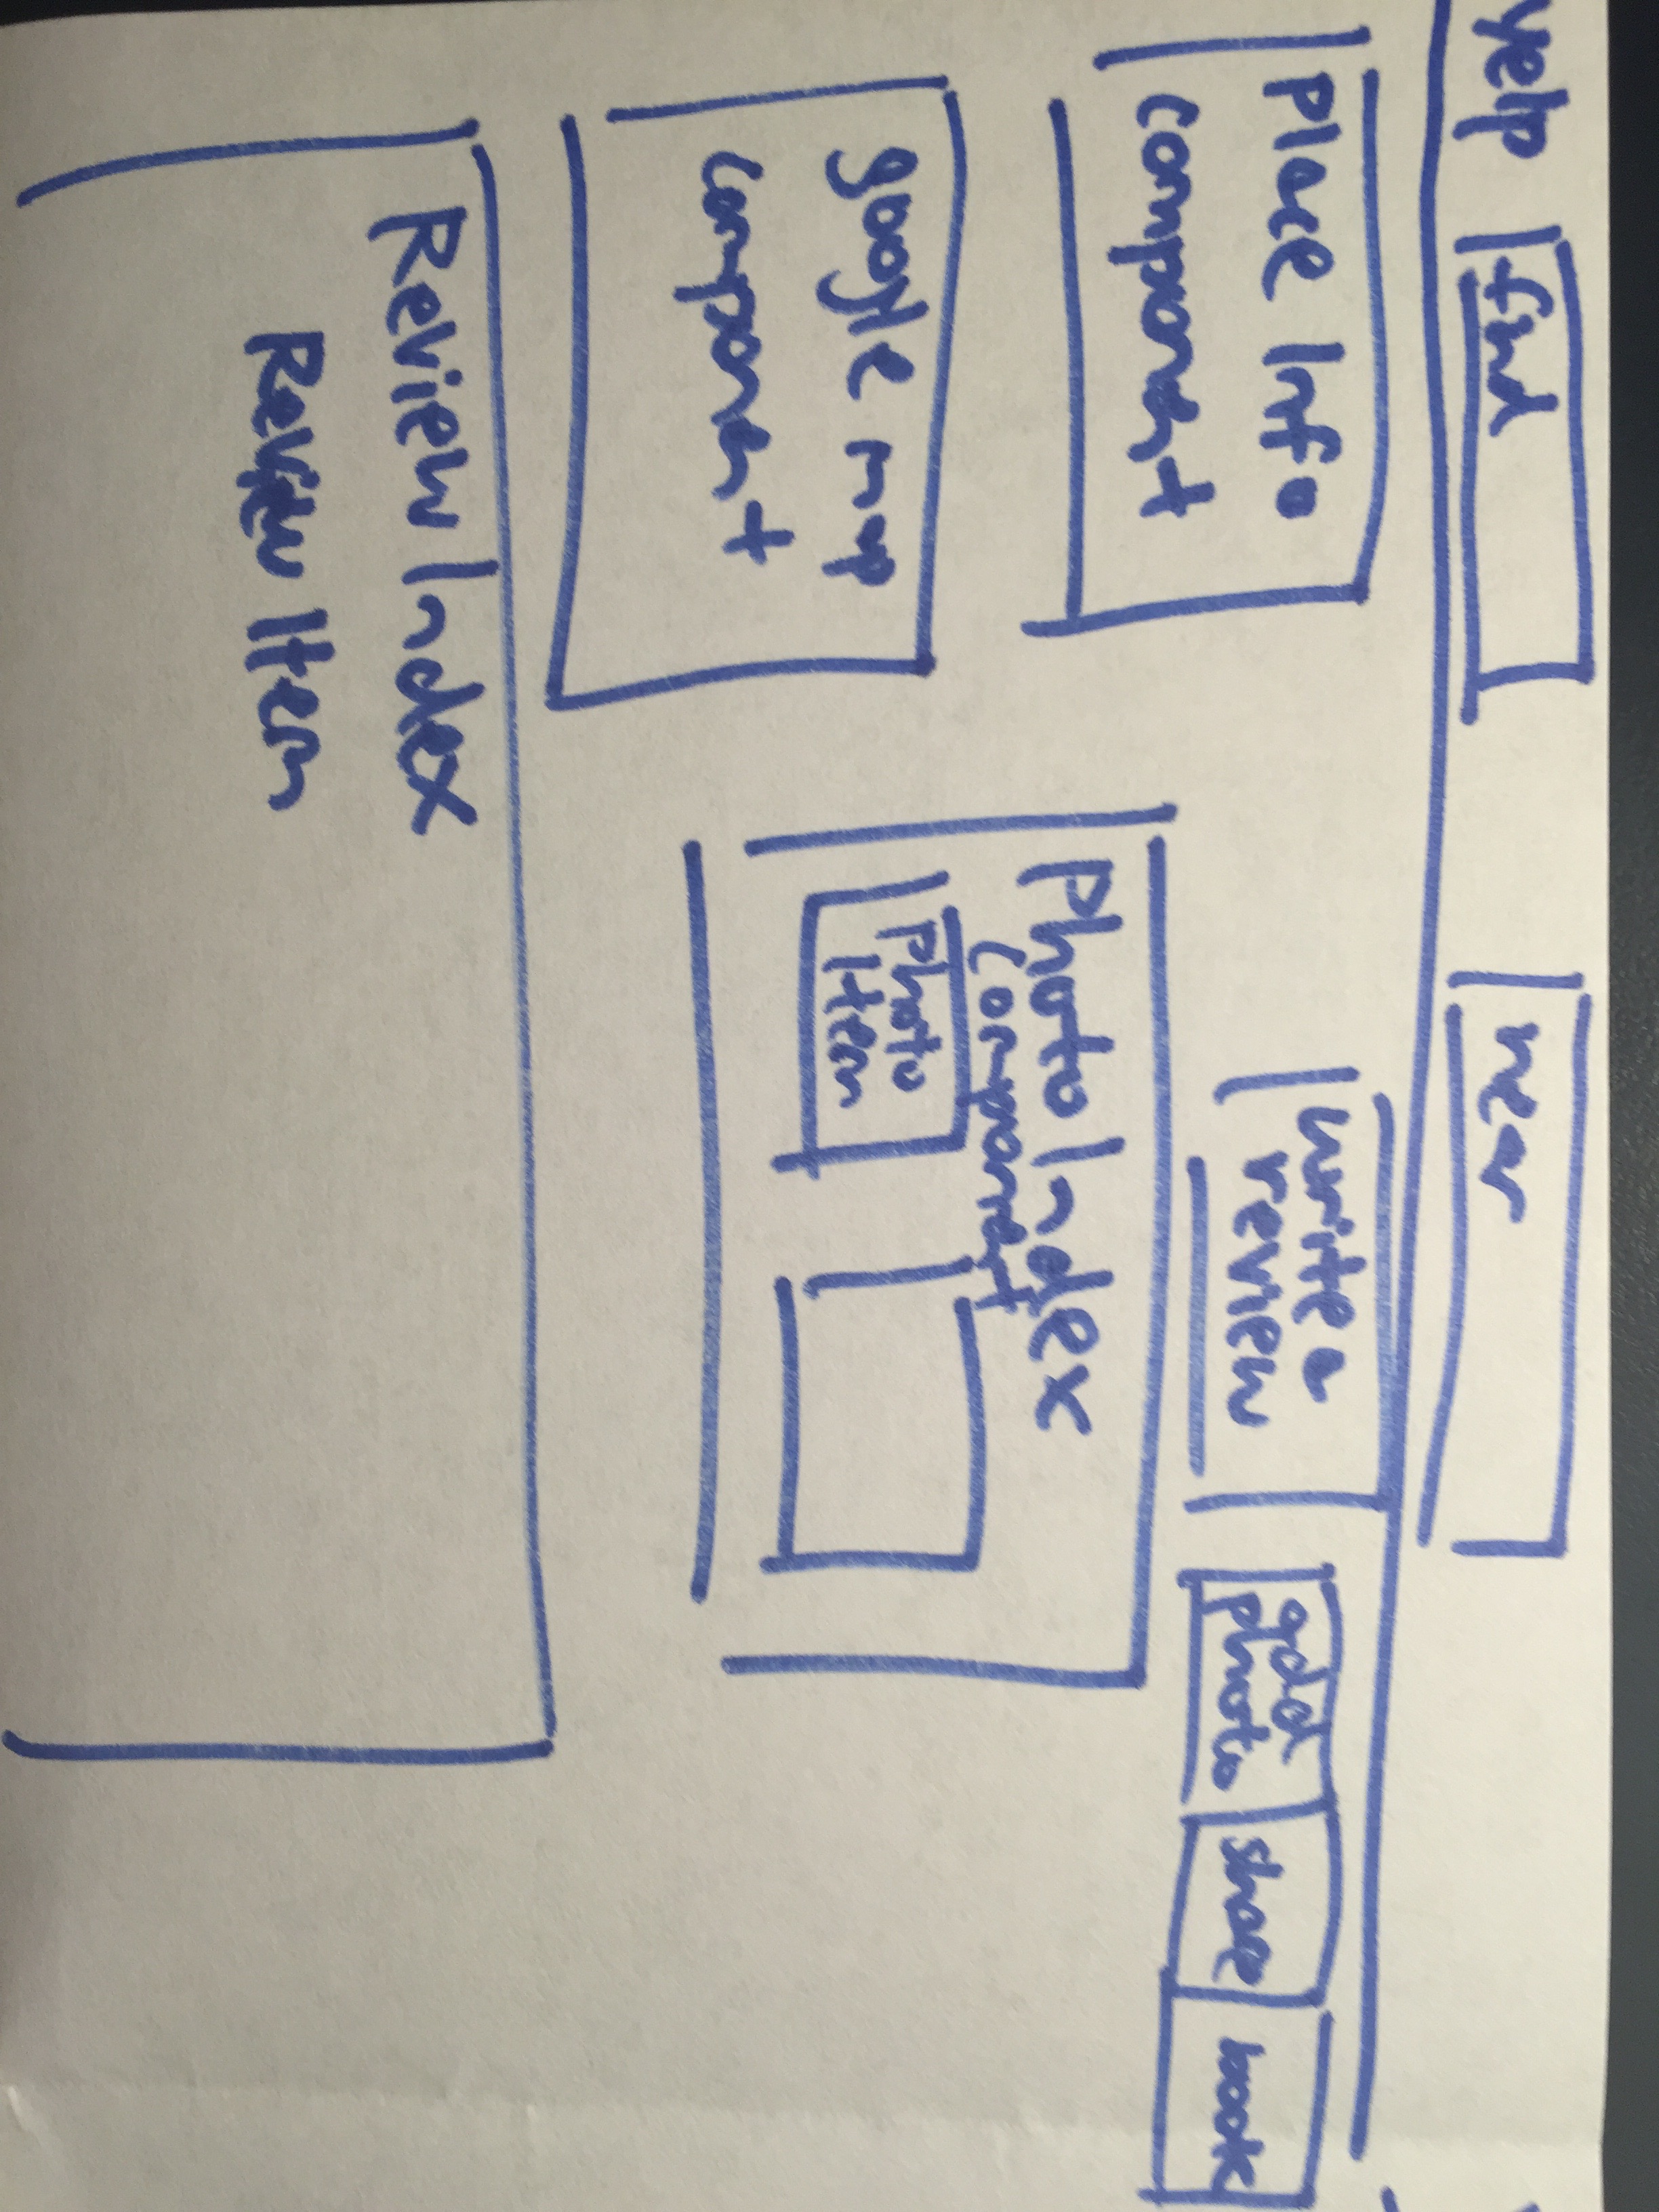 yelp find near
Place Info
component
write a
review
add
photo
share
book
google map
component
Photo Index
component
Photo
Item
Review Index
Review Item